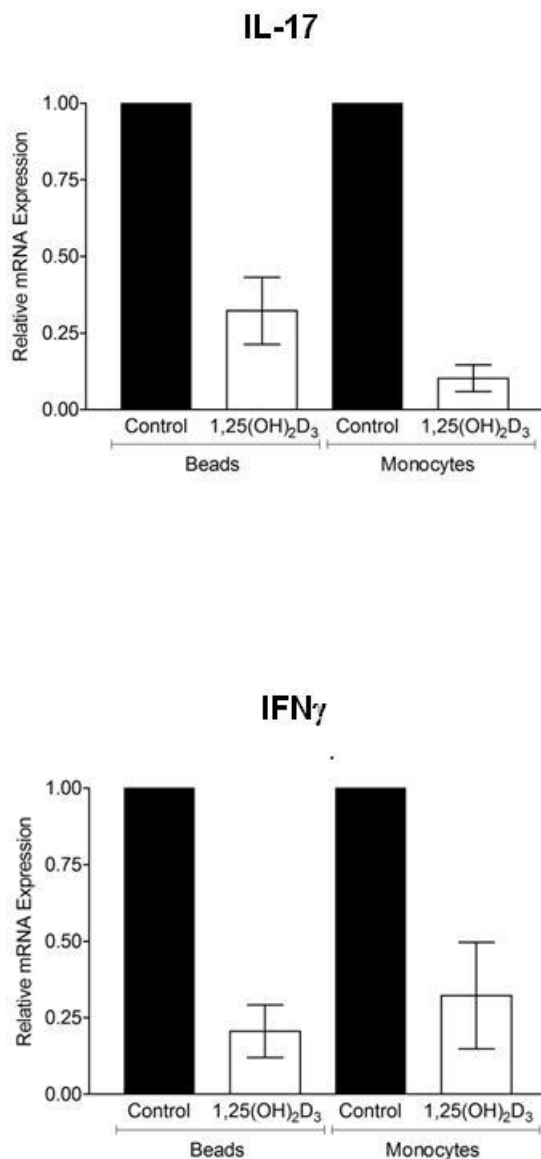 IL-17
Relative mRNA Expression
1.00
0.75
0.50
0.25
0.00
Control 1,25(OH)₂D₃ Control 1,25(OH)₂D₃
Beads Monocytes
IFNγ
Relative mRNA Expression
1.00
0.75
0.50
0.25
0.00
Control 1,25(OH)₂D₃ Control 1,25(OH)₂D₃
Beads Monocytes